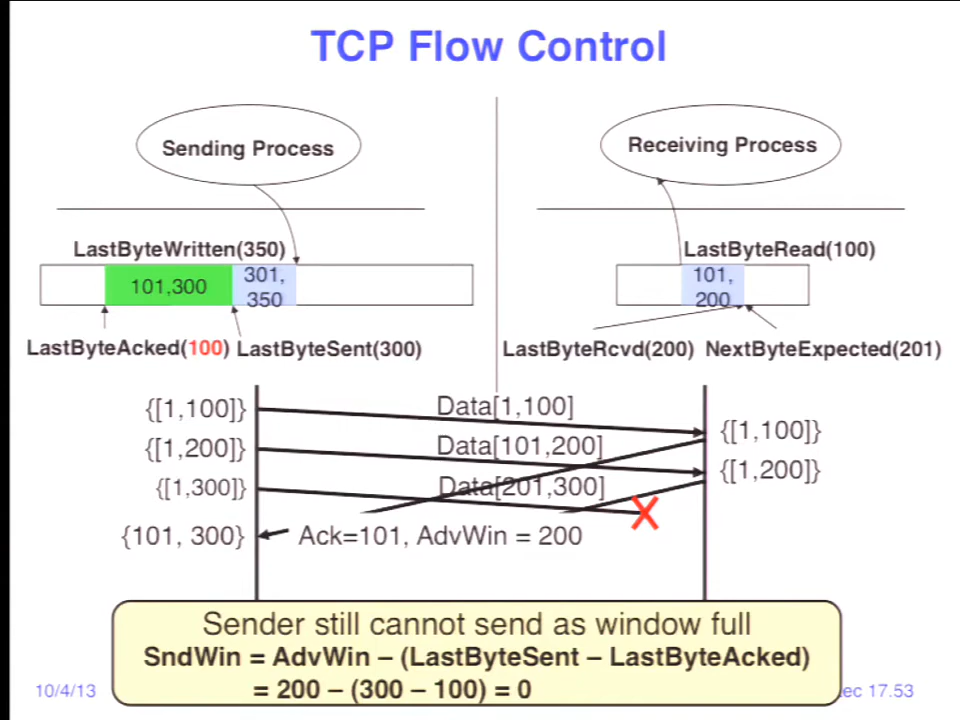 TCP Flow Control
Sending Process
Receiving Process
LastByteWritten(350)
LastByteRead(100)
101,300
301,
350
101,
200
LastByteAcked(100)
LastByteSent(300)
LastByteRcvd(200)
NextByteExpected(201)
{[1,100]}
Data[1,100]
{[1,100]}
{[1,200]}
Data[101,200]
{[1,200]}
{[1,300]}
Data[201,300]
{101, 300}
Ack=101, AdvWin = 200
Sender still cannot send as window full
SndWin = AdvWin – (LastByteSent – LastByteAcked)
= 200 – (300 – 100) = 0
10/4/13
17.53